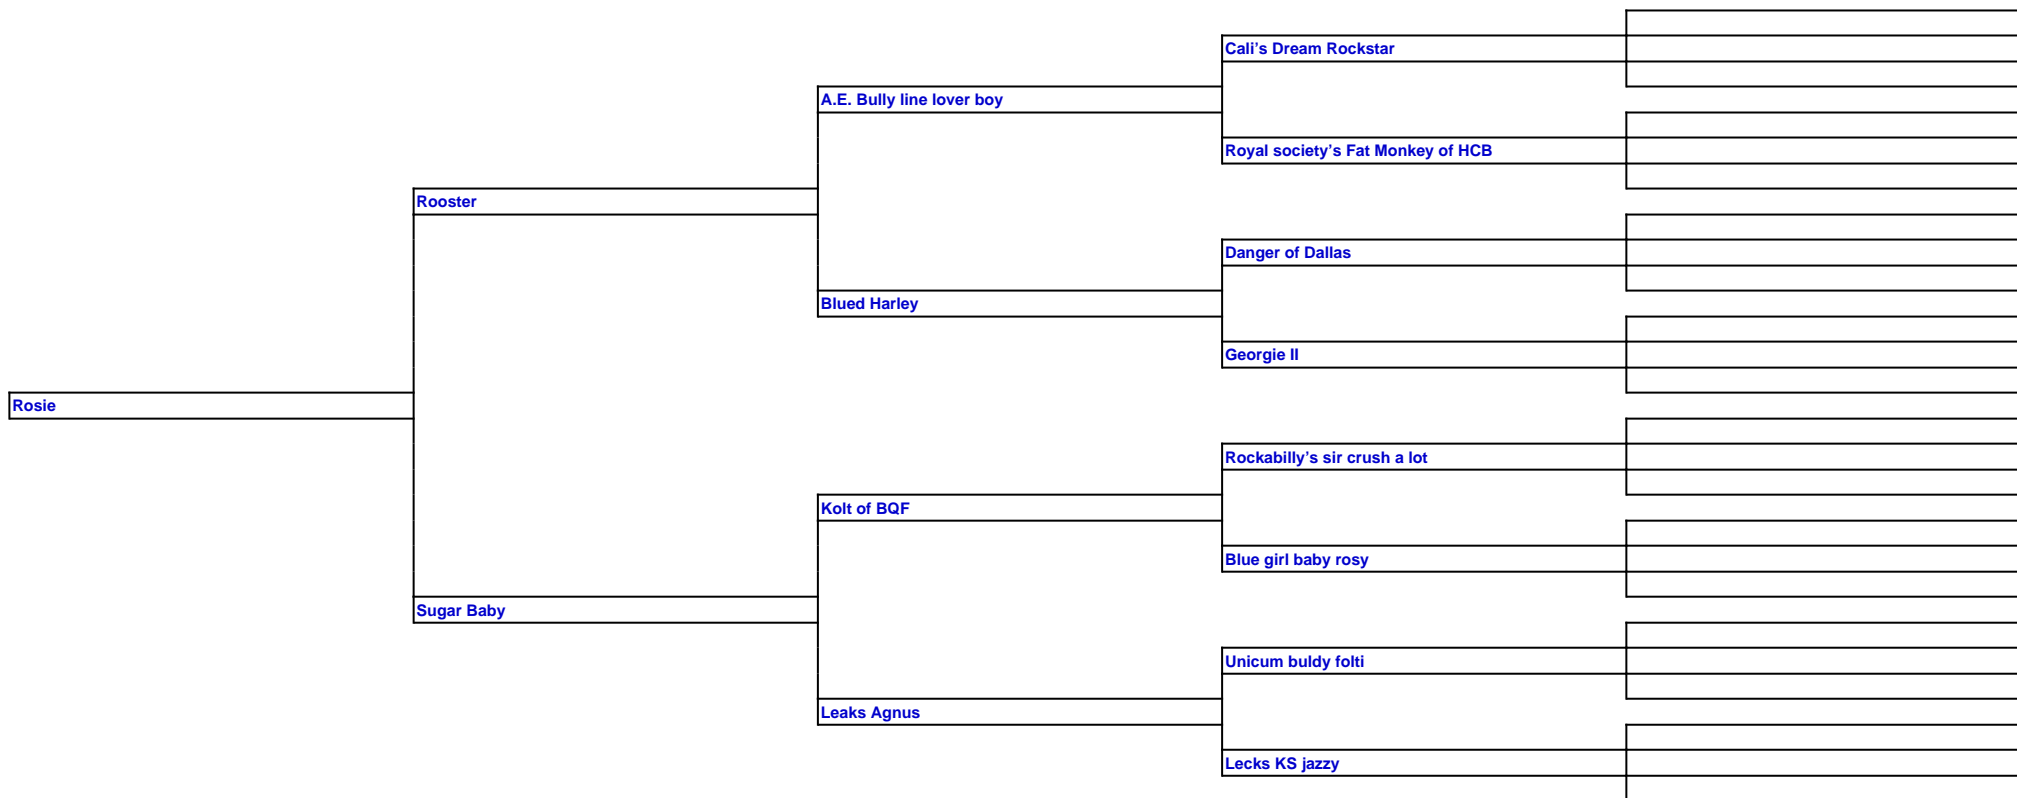 Cali’s Dream Rockstar
A.E. Bully line lover boy
Royal society’s Fat Monkey of HCB
Rooster
Danger of Dallas
Blued Harley
Georgie II
Rosie
Rockabilly’s sir crush a lot
Kolt of BQF
Blue girl baby rosy
Sugar Baby
Unicum buldy folti
Leaks Agnus
Lecks KS jazzy